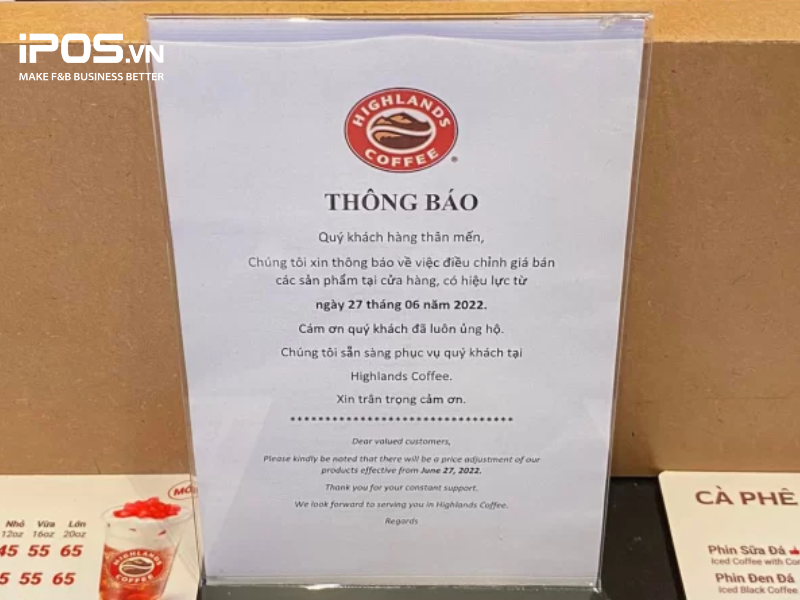 iPOS.VN
MAKE F&B BUSINESS BETTER
HIGHLANDS
COFFEE
THÔNG BÁO
Quý khách hàng thân mến,
Chúng tôi xin thông báo về việc điều chỉnh giá bán
các sản phẩm tại cửa hàng, có hiệu lực từ
ngày 27 tháng 06 năm 2022.
Cám ơn quý khách đã luôn ủng hộ.
Chúng tôi sẵn sàng phục vụ quý khách tại
Highlands Coffee.
Xin trân trọng cảm ơn.
********************************
Dear valued customers,
Please kindly be noted that there will be a price adjustment of our
products effective from June 27, 2022.
Thank you for your constant support.
We look forward to serving you in Highlands Coffee.
Regards
Nhỏ Vừa Lớn
12oz 16oz 20oz
45 55 65
5 55 65
HIGHLANDS
COFFEE
CÀ PHÊ
Phin Sữa Đá
Iced Coffee with
Phin Đen Đá
Iced Black Coffee